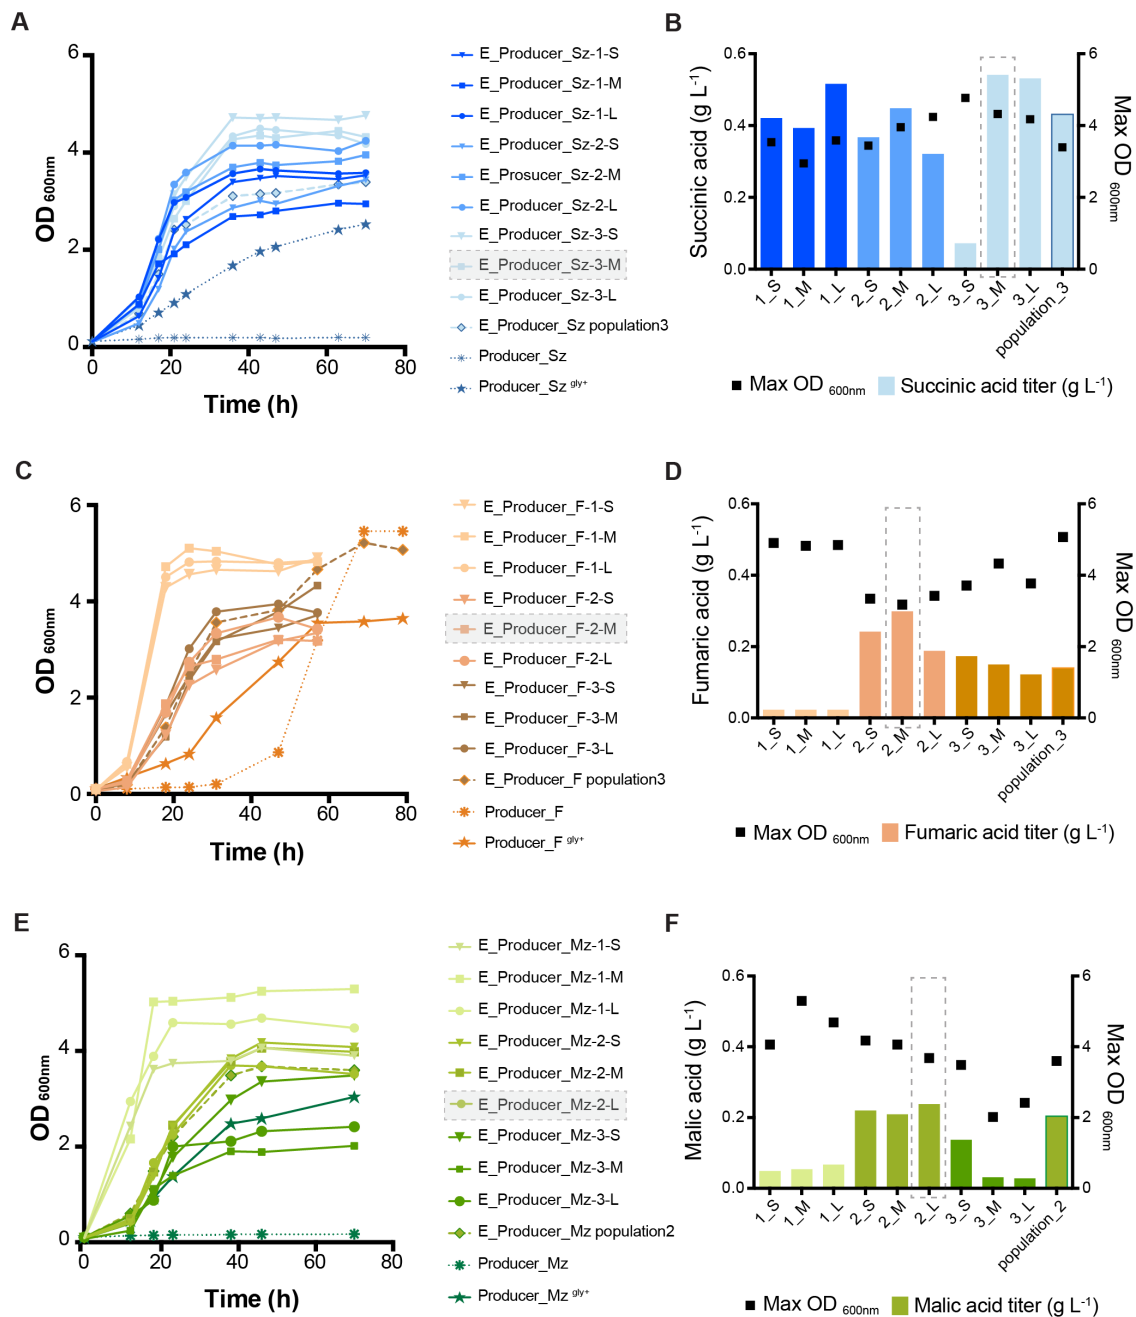 A
6
4
2
0
0
20
40
60
80
OD 600nm
Time (h)
E_Producer_Sz-1-S
E_Producer_Sz-1-M
E_Producer_Sz-1-L
E_Producer_Sz-2-S
E_Prosucer_Sz-2-M
E_Producer_Sz-2-L
E_Producer_Sz-3-S
E_Producer_Sz-3-M
E_Producer_Sz-3-L
E_Producer_Sz population3
Producer_Sz
Producer_Sz gly+
B
0.6
0.4
0.2
0.0
Succinic acid (g L-1)
6
4
2
0
Max OD 600nm
1_S
1_M
1_L
2_S
2_M
2_L
3_S
3_M
3_L
population_3
Max OD 600nm
Succinic acid titer (g L-1)
C
6
4
2
0
0
20
40
60
80
OD 600nm
Time (h)
E_Producer_F-1-S
E_Producer_F-1-M
E_Producer_F-1-L
E_Producer_F-2-S
E_Producer_F-2-M
E_Producer_F-2-L
E_Producer_F-3-S
E_Producer_F-3-M
E_Producer_F-3-L
E_Producer_F population3
Producer_F
Producer_F gly+
D
0.6
0.4
0.2
0.0
Fumaric acid (g L-1)
6
4
2
0
Max OD 600nm
1_S
1_M
1_L
2_S
2_M
2_L
3_S
3_M
3_L
population_3
Max OD 600nm
Fumaric acid titer (g L-1)
E
6
4
2
0
0
20
40
60
80
OD 600nm
Time (h)
E_Producer_Mz-1-S
E_Producer_Mz-1-M
E_Producer_Mz-1-L
E_Producer_Mz-2-S
E_Producer_Mz-2-M
E_Producer_Mz-2-L
E_Producer_Mz-3-S
E_Producer_Mz-3-M
E_Producer_Mz-3-L
E_Producer_Mz population2
Producer_Mz
Producer_Mz gly+
F
0.6
0.4
0.2
0.0
Malic acid (g L-1)
6
4
2
0
Max OD 600nm
1_S
1_M
1_L
2_S
2_M
2_L
3_S
3_M
3_L
population_2
Max OD 600nm
Malic acid titer (g L-1)